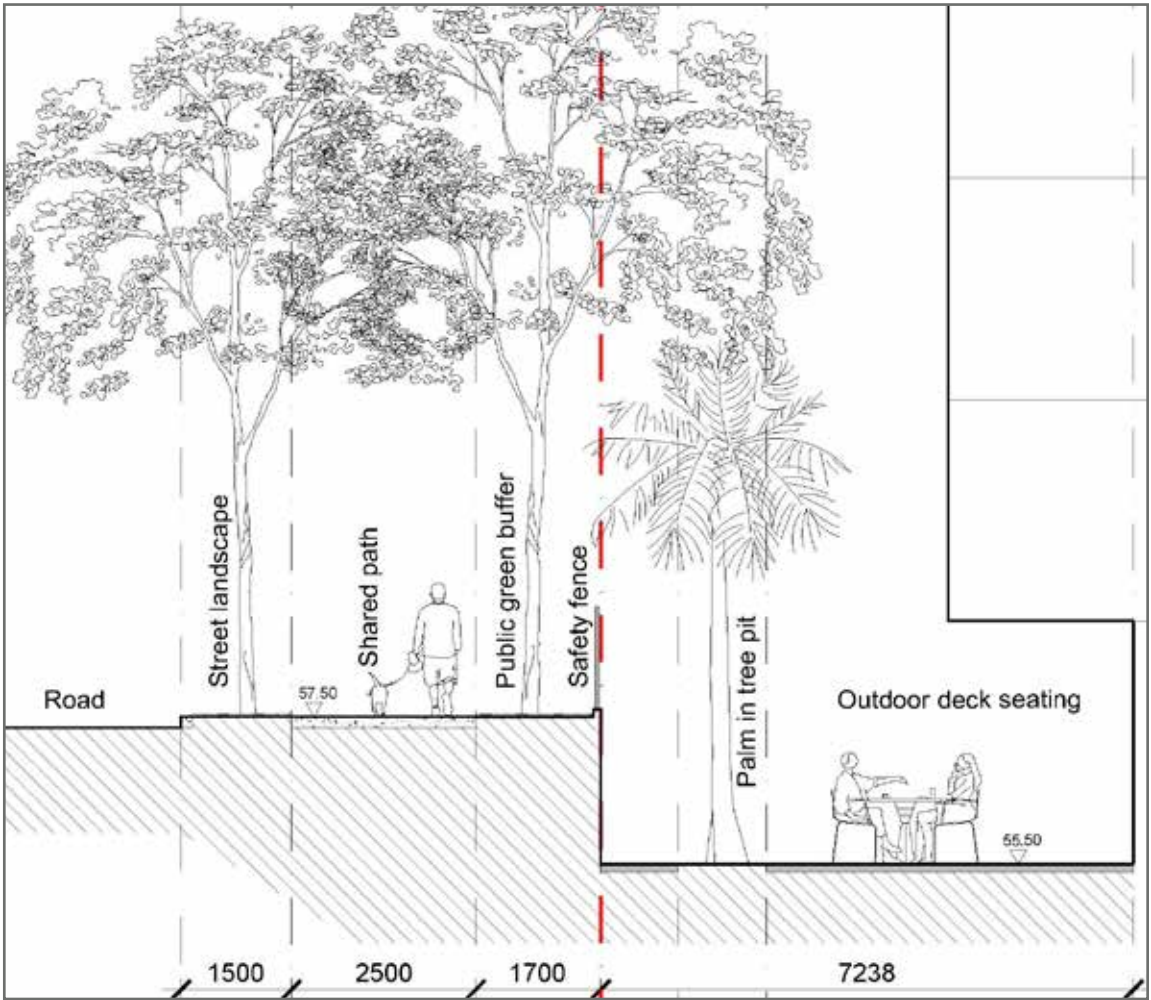 Street landscape
Shared path
Public green buffer
Safety fence
Palm in tree pit
Road
57.50
Outdoor deck seating
55.50
1500
2500
1700
7238